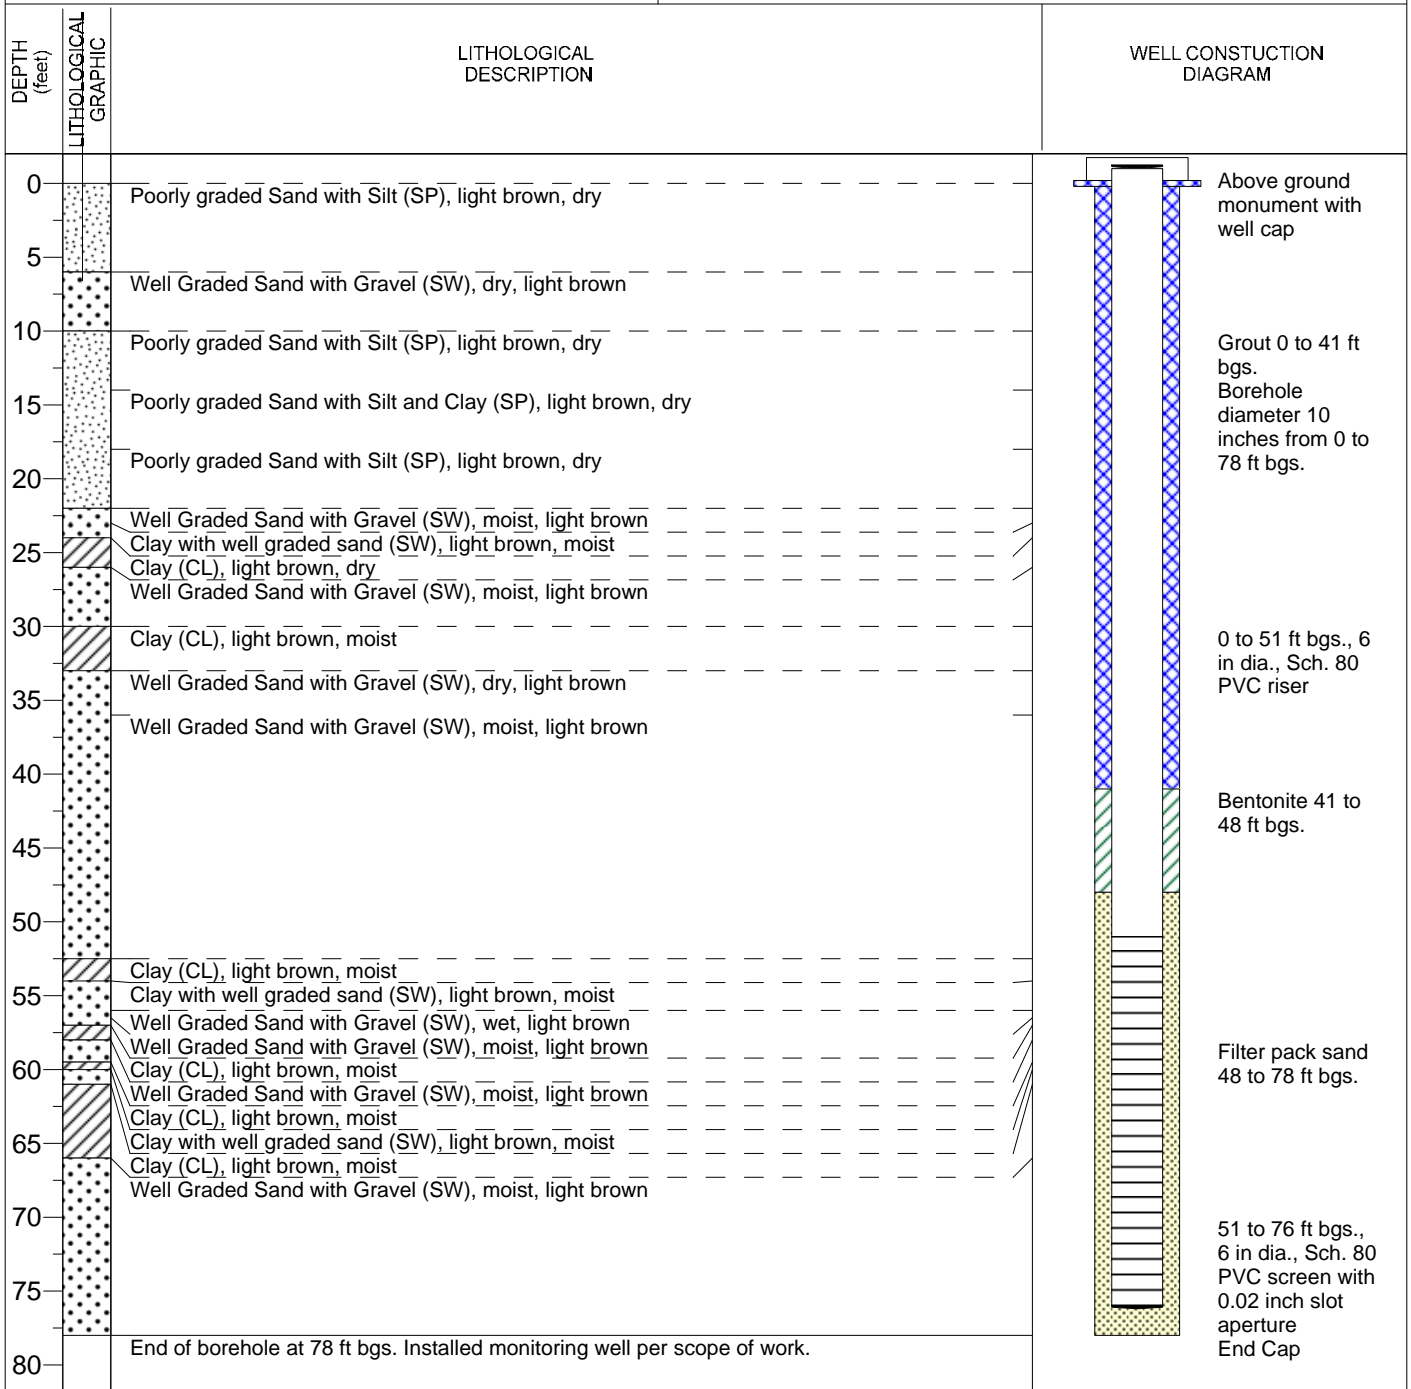 DEPTH
(feet)
LITHOLOGICAL
GRAPHIC
LITHOLOGICAL
DESCRIPTION
WELL CONSTUCTION
DIAGRAM
0
5
10
15
20
25
30
35
40
45
50
55
60
65
70
75
80
Poorly graded Sand with Silt (SP), light brown, dry
Well Graded Sand with Gravel (SW), dry, light brown
Poorly graded Sand with Silt (SP), light brown, dry
Poorly graded Sand with Silt and Clay (SP), light brown, dry
Poorly graded Sand with Silt (SP), light brown, dry
Well Graded Sand with Gravel (SW), moist, light brown
Clay with well graded sand (SW), light brown, moist
Clay (CL), light brown, dry
Well Graded Sand with Gravel (SW), moist, light brown
Clay (CL), light brown, moist
Well Graded Sand with Gravel (SW), dry, light brown
Well Graded Sand with Gravel (SW), moist, light brown
Clay (CL), light brown, moist
Clay with well graded sand (SW), light brown, moist
Well Graded Sand with Gravel (SW), wet, light brown
Well Graded Sand with Gravel (SW), moist, light brown
Clay (CL), light brown, moist
Well Graded Sand with Gravel (SW), moist, light brown
Clay (CL), light brown, moist
Clay with well graded sand (SW), light brown, moist
Clay (CL), light brown, moist
Well Graded Sand with Gravel (SW), moist, light brown
End of borehole at 78 ft bgs. Installed monitoring well per scope of work.
Above ground
monument with
well cap
Grout 0 to 41 ft
bgs.
Borehole
diameter 10
inches from 0 to
78 ft bgs.
0 to 51 ft bgs., 6
in dia., Sch. 80
PVC riser
Bentonite 41 to
48 ft bgs.
Filter pack sand
48 to 78 ft bgs.
51 to 76 ft bgs.,
6 in dia., Sch. 80
PVC screen with
0.02 inch slot
aperture
End Cap